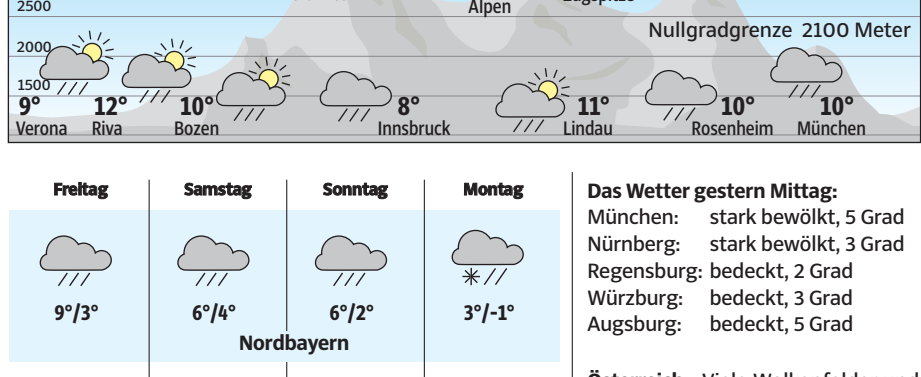 2500
Alpen
Zugspitze
Nullgradgrenze 2100 Meter
2000
1500
9° 12° 10° 8° 11° 10° 10°
Verona Riva Bozen Innsbruck Lindau Rosenheim München
Freitag Samstag Sonntag Montag
9°/3° 6°/4° 6°/2° 3°/-1°
Nordbayern
Das Wetter gestern Mittag:
München: stark bewölkt, 5 Grad
Nürnberg: stark bewölkt, 3 Grad
Regensburg: bedeckt, 2 Grad
Würzburg: bedeckt, 3 Grad
Augsburg: bedeckt, 5 Grad